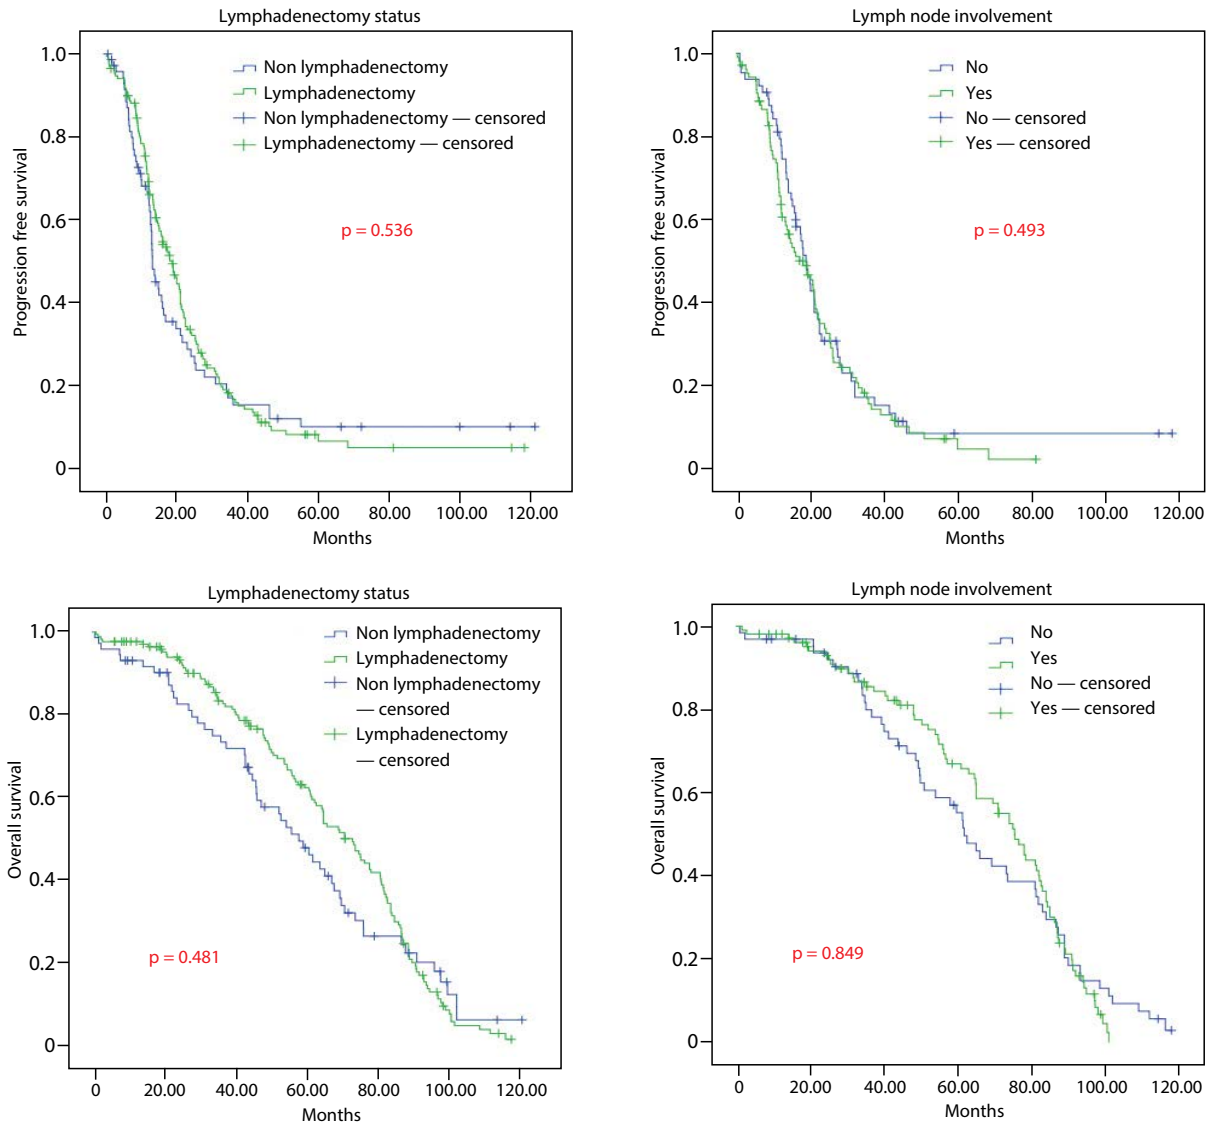 Lymphadenectomy status
1.0
0.8
0.6
0.4
0.2
0
Progression free survival
Non lymphadenectomy
Lymphadenectomy
Non lymphadenectomy — censored
Lymphadenectomy — censored
p = 0.536
0 20.00 40.00 60.00 80.00 100.00 120.00
Months
Lymph node involvement
1.0
0.8
0.6
0.4
0.2
0
Progression free survival
No
Yes
No — censored
Yes — censored
p = 0.493
0 20.00 40.00 60.00 80.00 100.00 120.00
Months
Lymphadenectomy status
1.0
0.8
0.6
0.4
0.2
0
Overall survival
Non lymphadenectomy
Lymphadenectomy
Non lymphadenectomy
— censored
Lymphadenectomy
— censored
p = 0.481
0 20.00 40.00 60.00 80.00 100.00 120.00
Months
Lymph node involvement
1.0
0.8
0.6
0.4
0.2
0
Overall survival
No
Yes
No — censored
Yes — censored
p = 0.849
0 20.00 40.00 60.00 80.00 100.00 120.00
Months